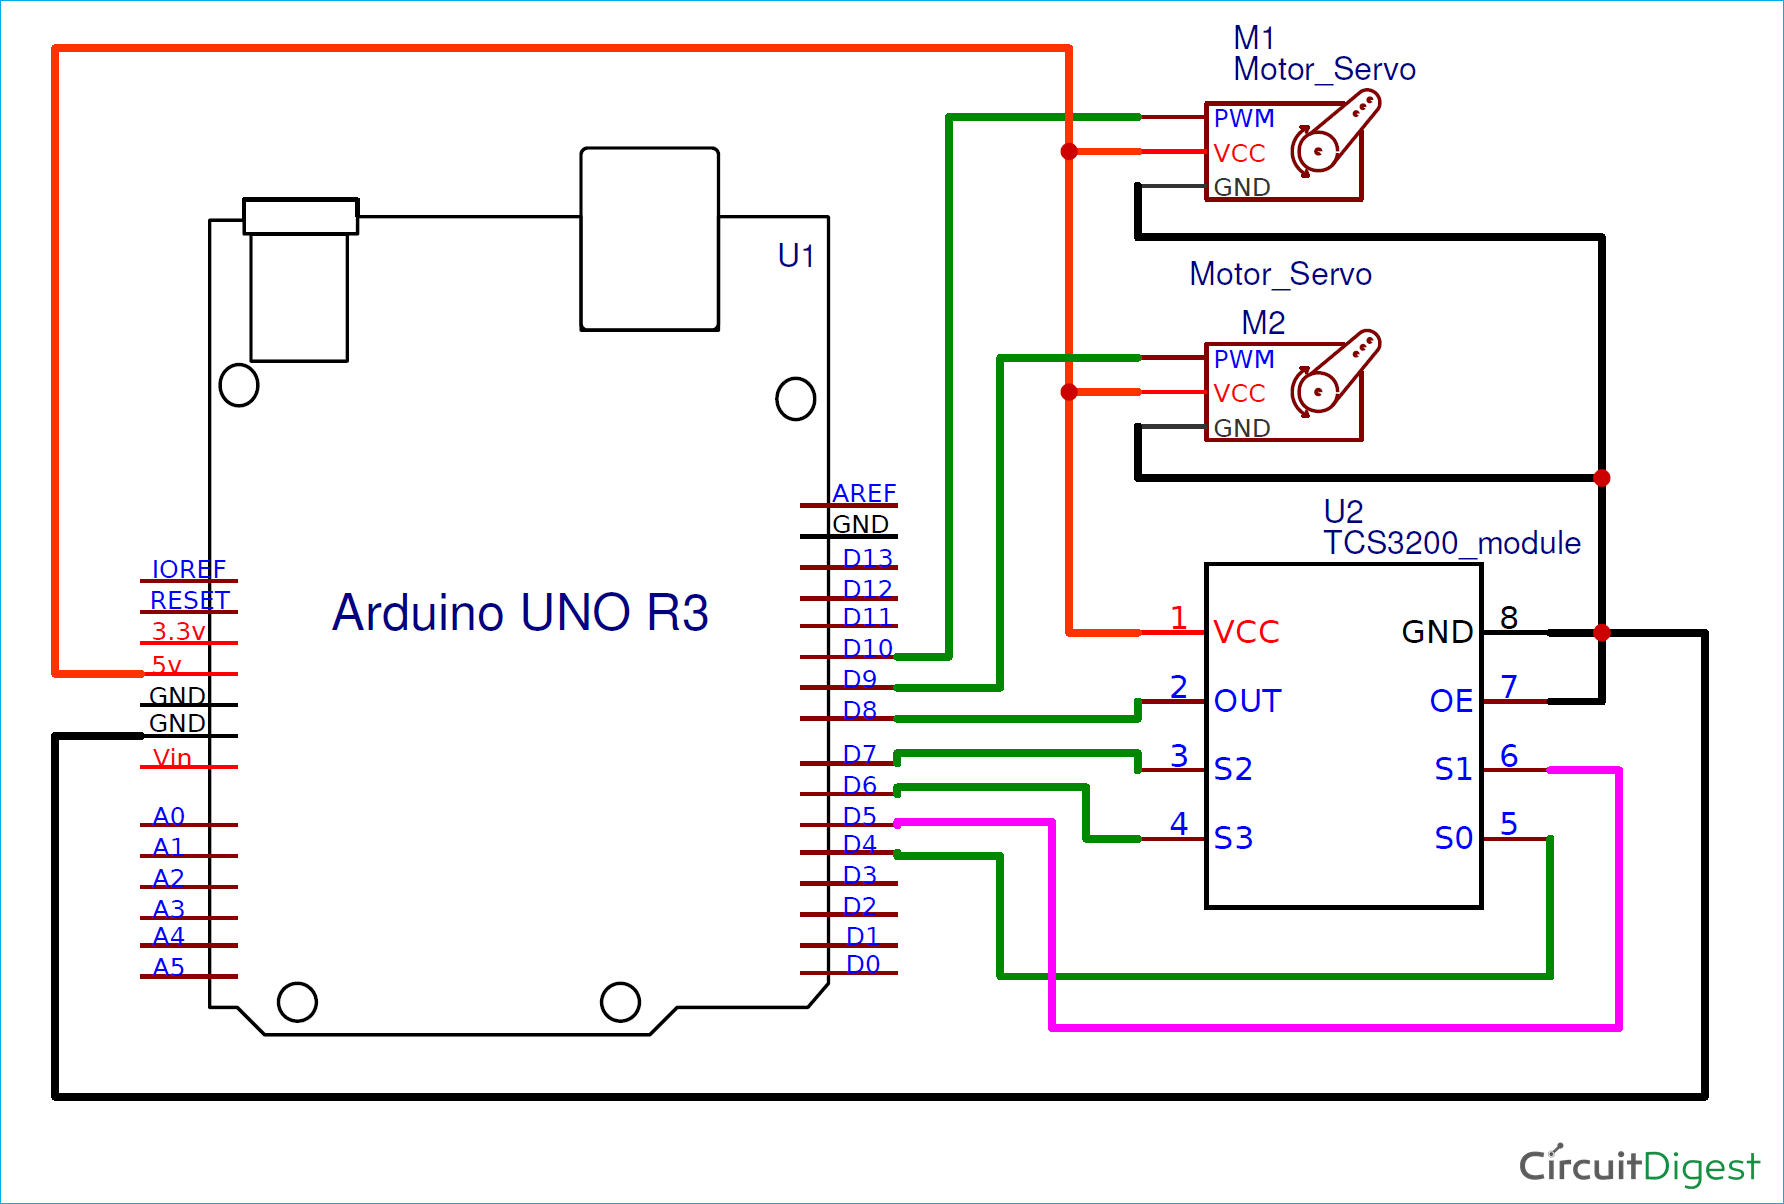 M1
Motor_Servo
PWM
VCC
GND
Motor_Servo
M2
PWM
VCC
GND
U1
Arduino UNO R3
IOREF
RESET
3.3v
5v
GND
GND
Vin
A0
A1
A2
A3
A4
A5
AREF
GND
D13
D12
D11
D10
D9
D8
D7
D6
D5
D4
D3
D2
D1
D0
U2
TCS3200_module
1 VCC
2 OUT
3 S2
4 S3
GND 8
OE 7
S1 6
S0 5
CircuitDigest